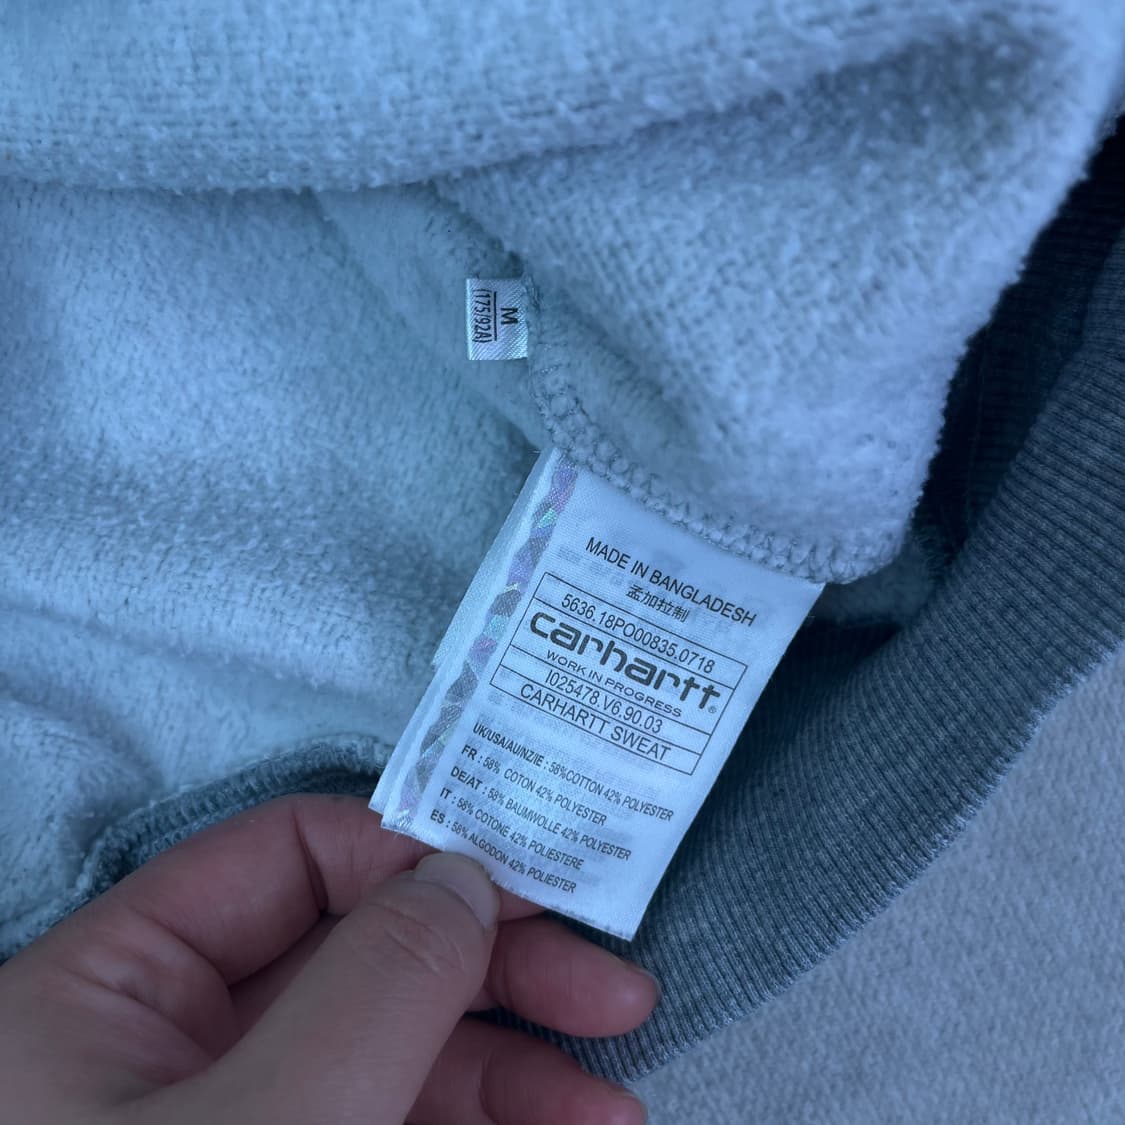 M
(175/92A)
MADE IN BANGLADESH
孟加拉制
5636.18PO00835.0718
carhartt®
WORK IN PROGRESS
I025478.V6.90.03
CARHARTT SWEAT
UK/USA/AU/NZ/IE : 58%COTTON 42% POLYESTER
FR : 58% COTON 42% POLYESTER
DE/AT : 58% BAUMWOLLE 42% POLYESTER
IT : 58% COTONE 42% POLIESTERE
ES : 58% ALGODON 42% POLIESTER